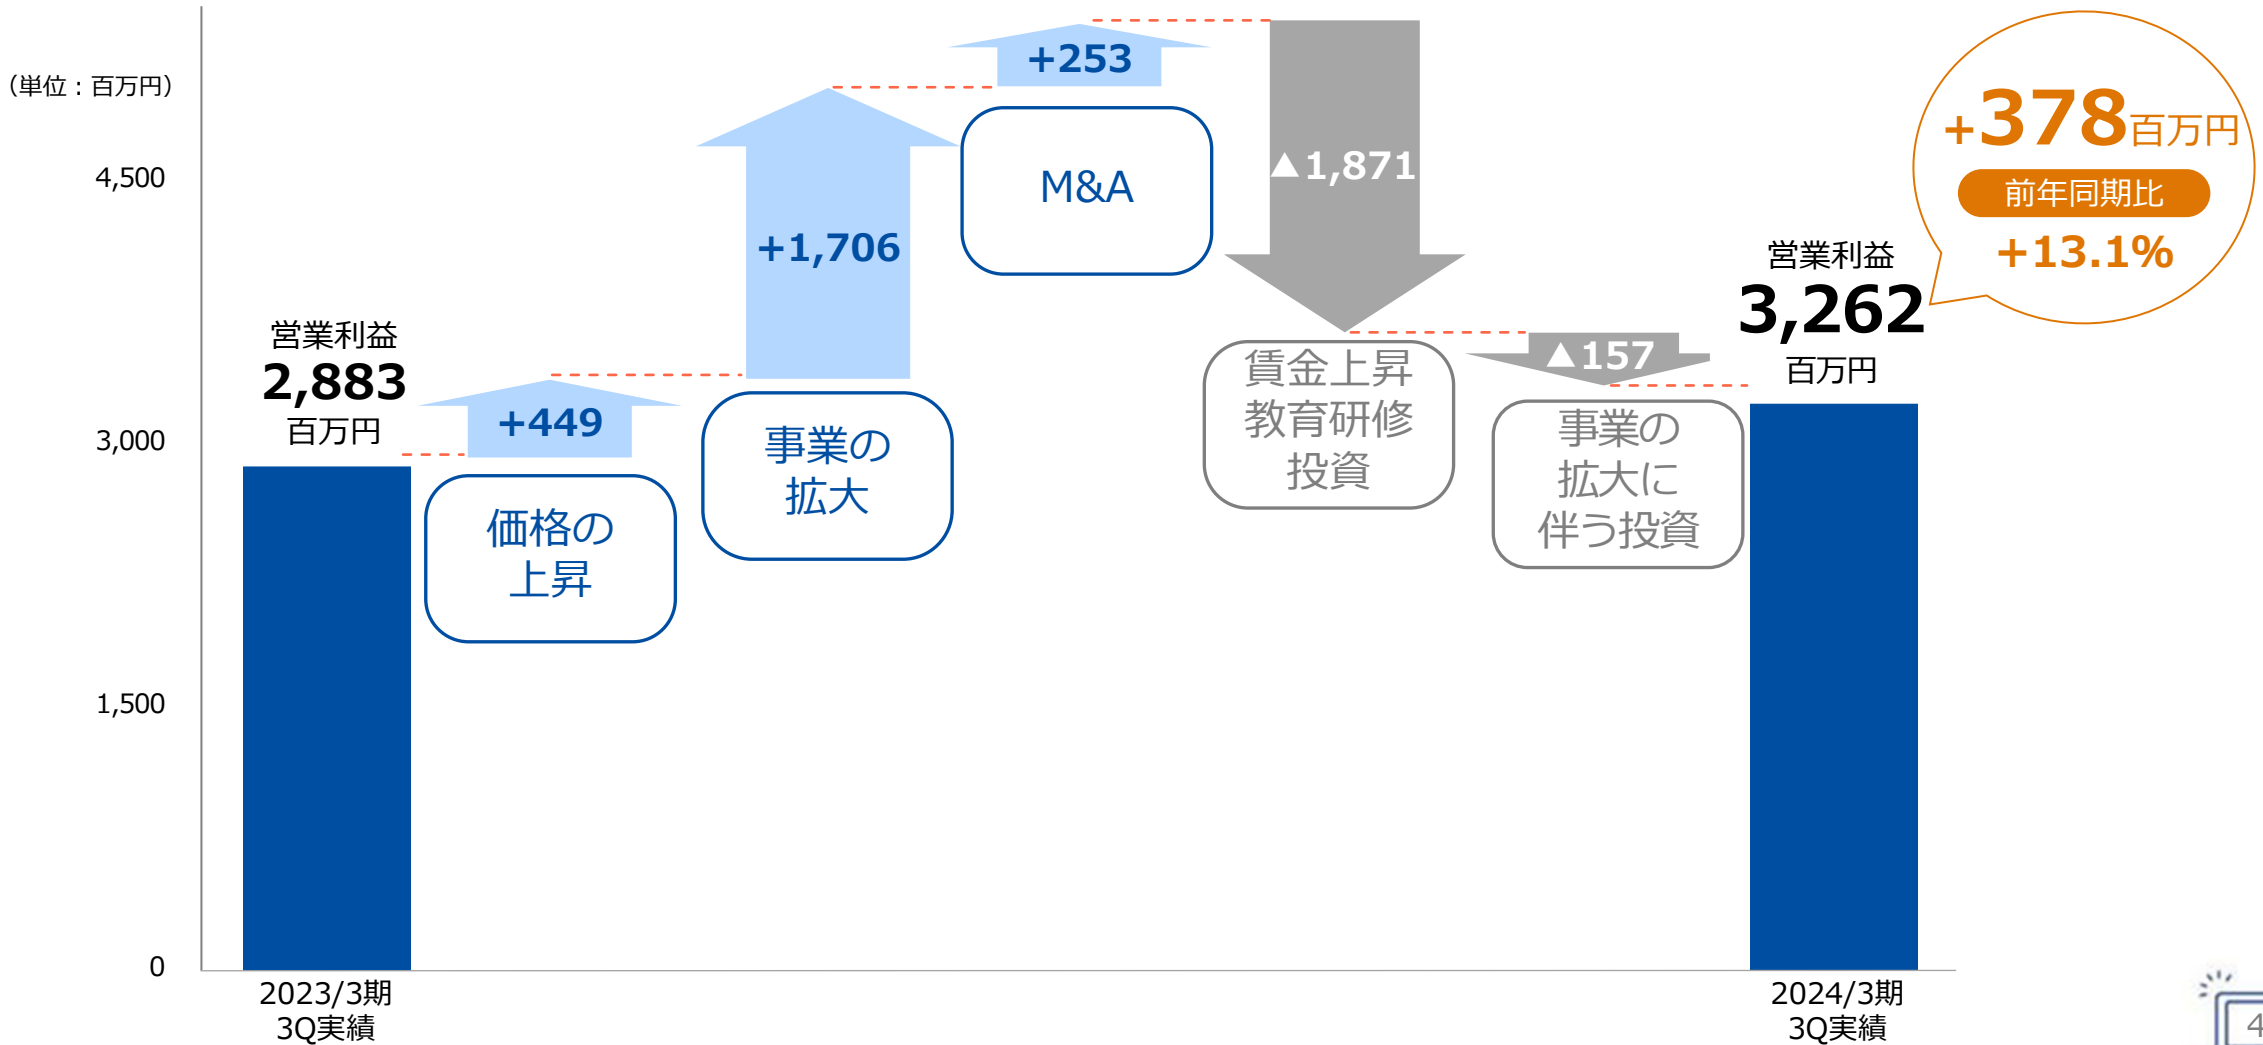 （単位：百万円）
4,500
3,000
1,500
0
営業利益
2,883
百万円
+449
価格の
上昇
+1,706
事業の
拡大
+253
M&A
▲1,871
賃金上昇
教育研修
投資
▲157
事業の
拡大に
伴う投資
営業利益
3,262
百万円
+378百万円
前年同期比
+13.1%
2023/3期
3Q実績
2024/3期
3Q実績
4